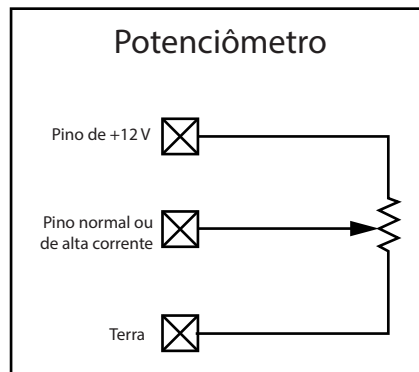 Potenciômetro
Pino de +12 V
Pino normal ou
de alta corrente
Terra